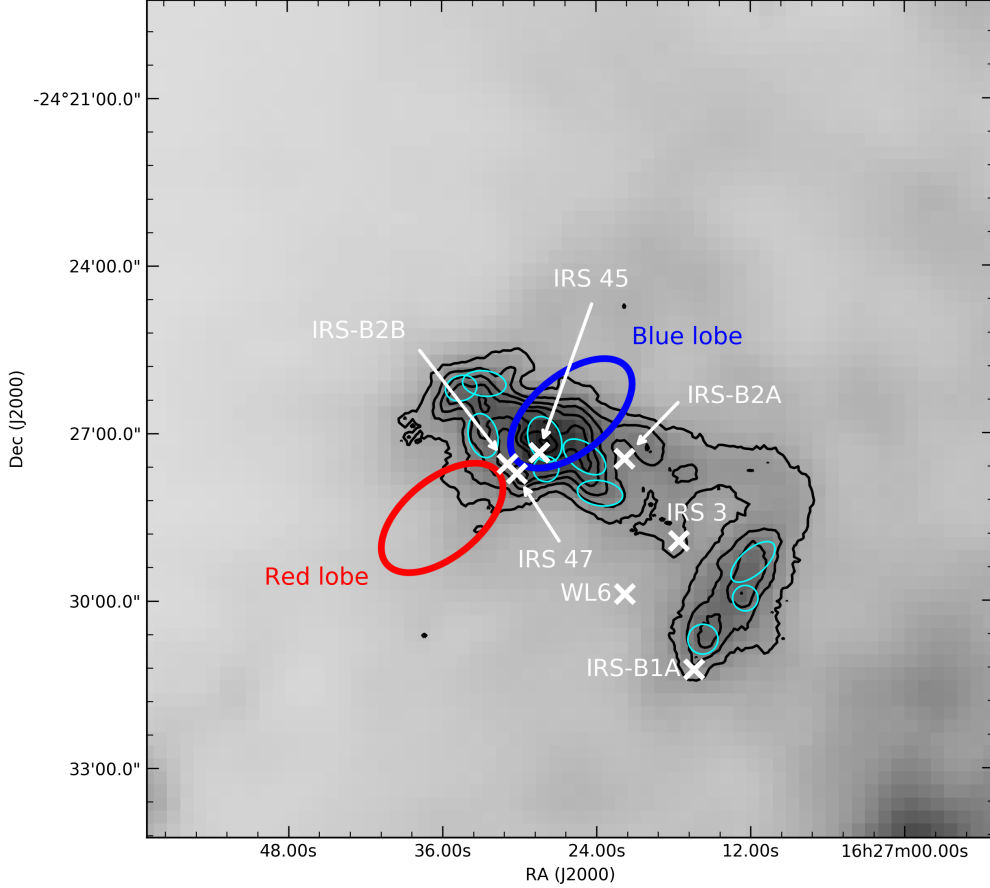 -24°21'00.0"
24'00.0"
IRS 45
IRS-B2B
Blue lobe
IRS-B2A
Dec (J2000)
27'00.0"
IRS 3
IRS 47
Red lobe
WL6
30'00.0"
IRS-B1A
33'00.0"
48.00s 36.00s 24.00s 12.00s 16h27m00.00s
RA (J2000)